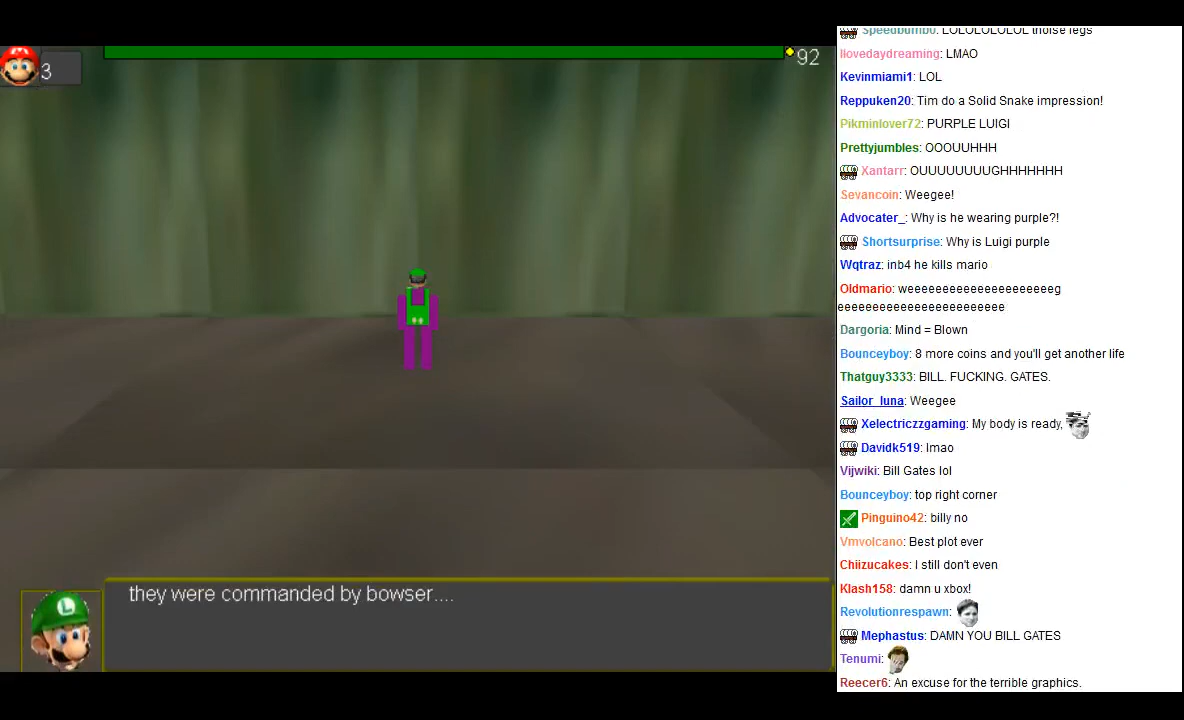 3
92
they were commanded by bowser....
L
Speedbumb0: LOLOLOLOLOL thoise legs
Ilovedaydreaming: LMAO
Kevinmiami1: LOL
Reppuken20: Tim do a Solid Snake impression!
Pikminlover72: PURPLE LUIGI
Prettyjumbles: OOOUUHHH
Xantarr: OUUUUUUUUGHHHHHHH
Sevancoin: Weegee!
Advocater_: Why is he wearing purple?!
Shortsurprise: Why is Luigi purple
Wqtraz: inb4 he kills mario
Oldmario: weeeeeeeeeeeeeeeeeeeeeg
eeeeeeeeeeeeeeeeeeeeeeee
Dargoria: Mind = Blown
Bounceyboy: 8 more coins and you'll get another life
Thatguy3333: BILL. FUCKING. GATES.
Sailor_luna: Weegee
Xelectriczzgaming: My body is ready,
Davidk519: lmao
Vijwiki: Bill Gates lol
Bounceyboy: top right corner
Pinguino42: billy no
Vmvolcano: Best plot ever
Chiizucakes: I still don't even
Klash158: damn u xbox!
Revolutionrespawn:
Mephastus: DAMN YOU BILL GATES
Tenumi:
Reecer6: An excuse for the terrible graphics.